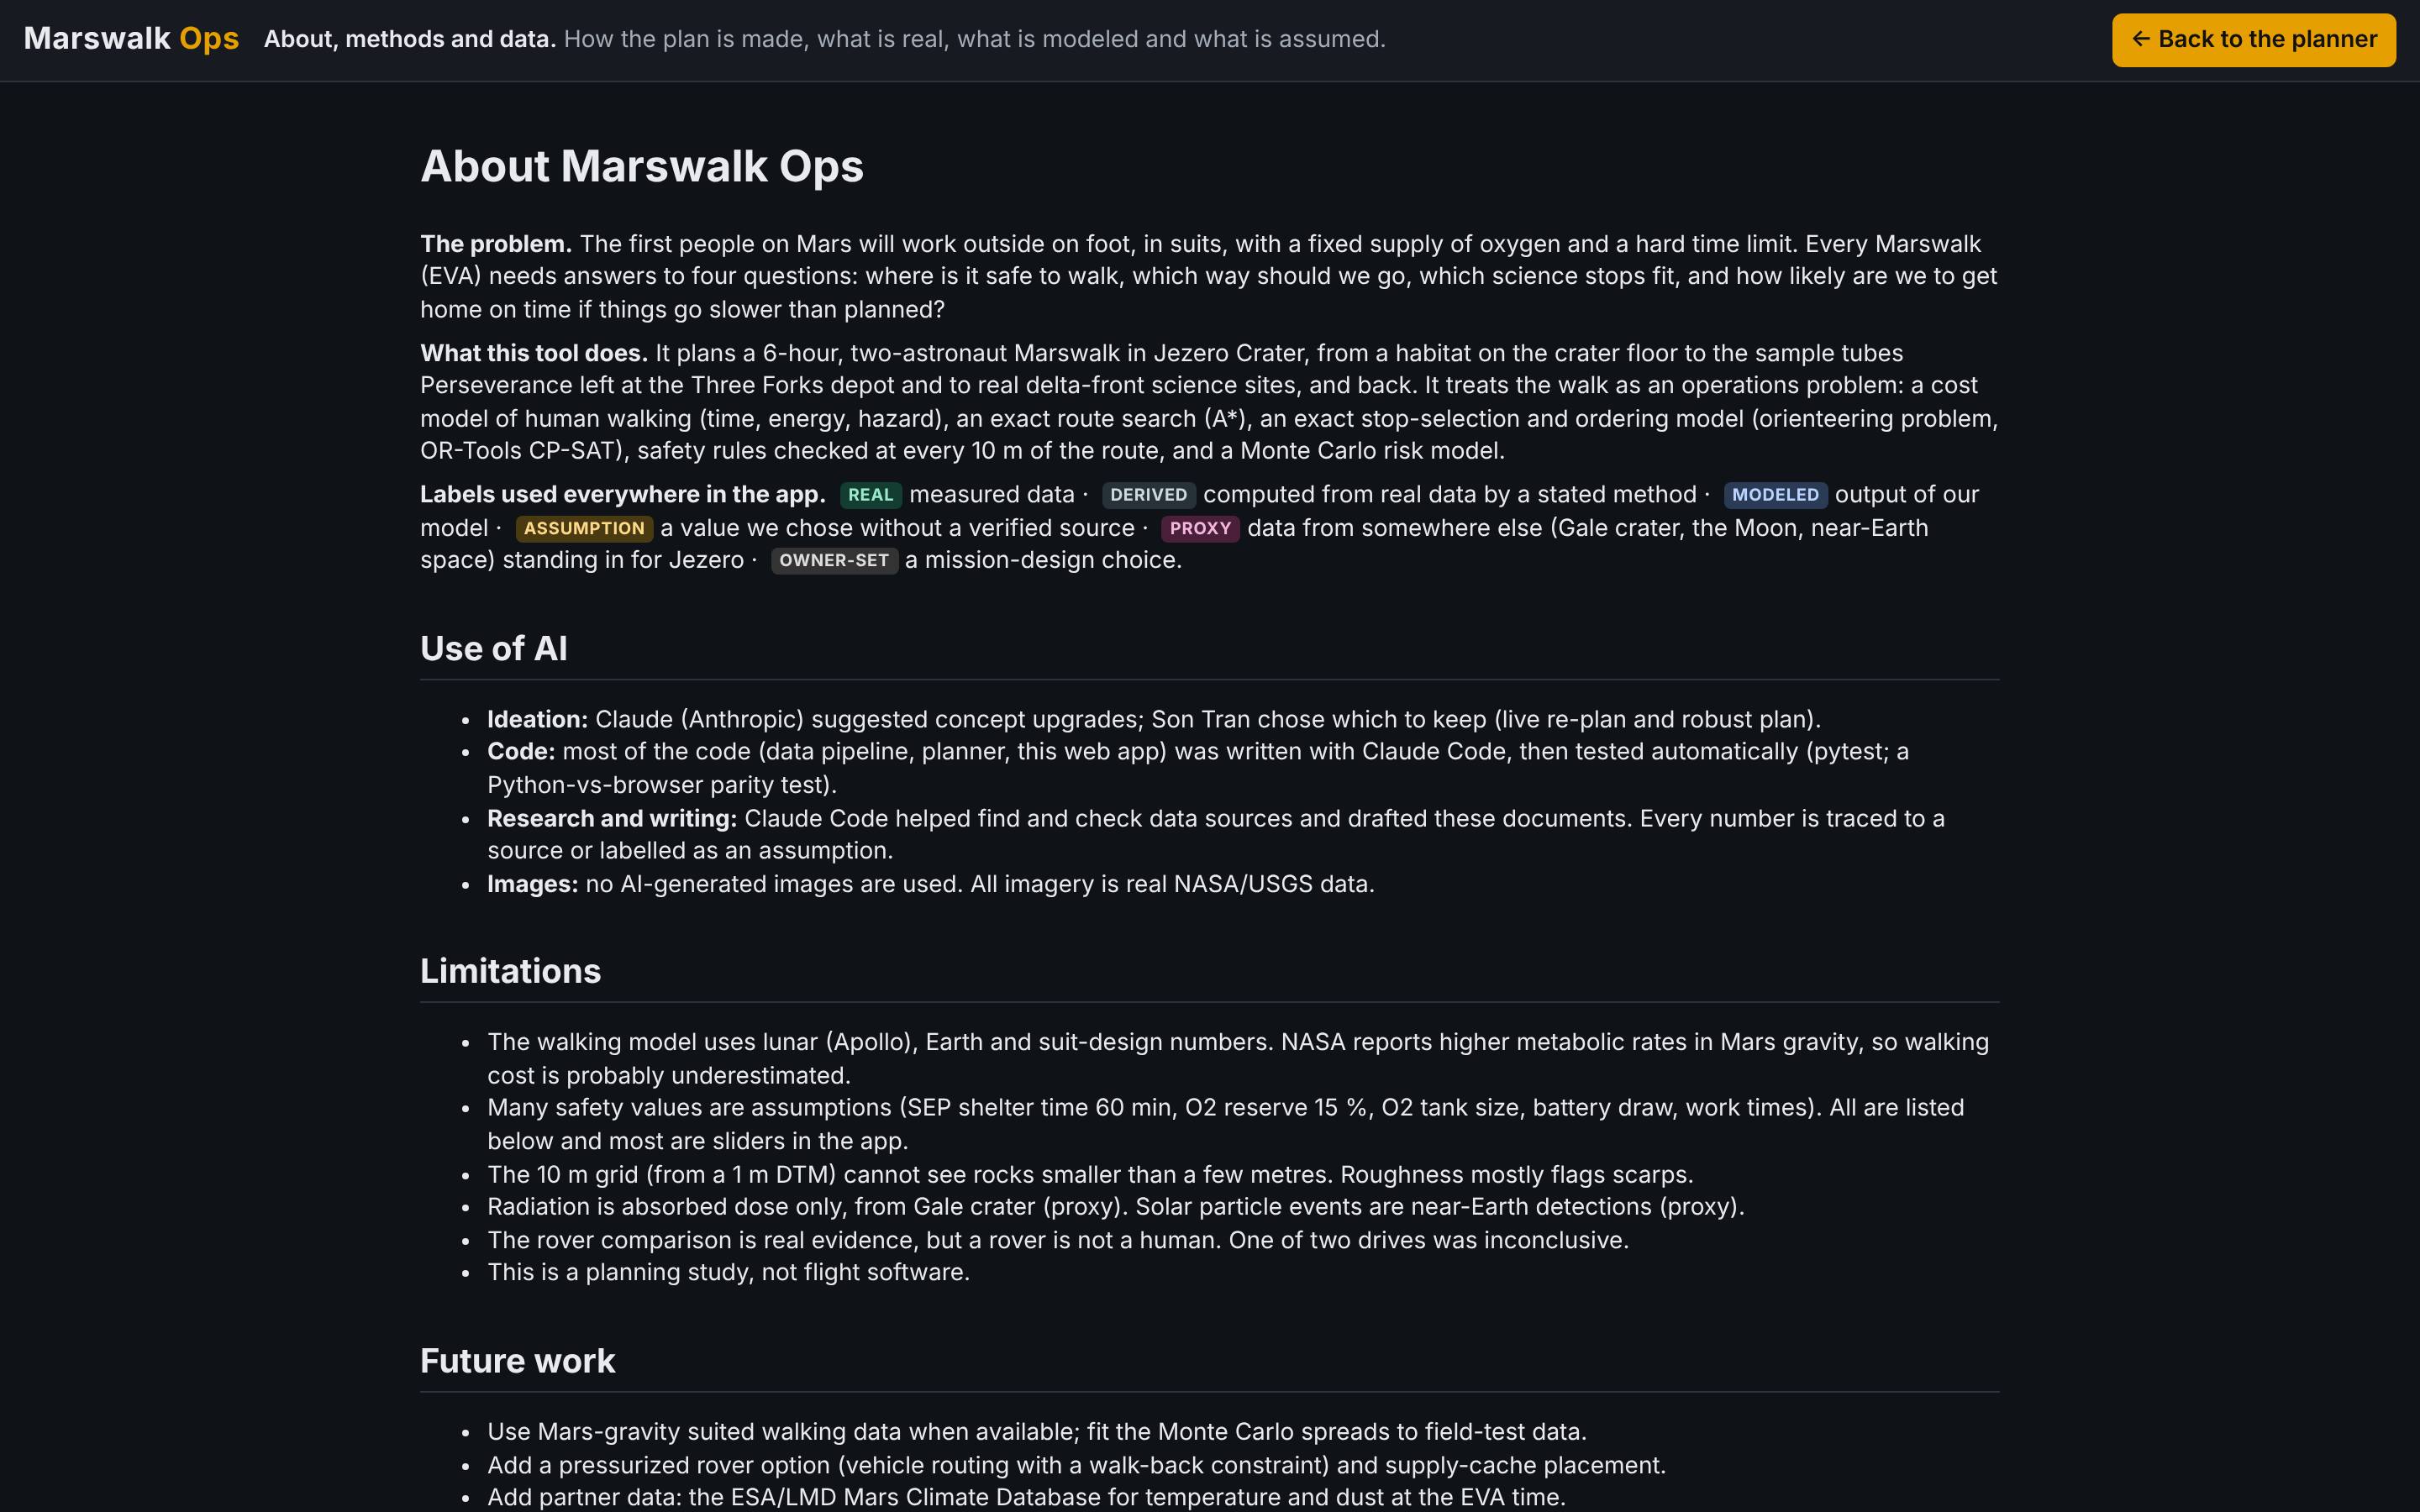 Marswalk Ops About, methods and data. How the plan is made, what is real, what is modeled and what is assumed. ← Back to the planner
About Marswalk Ops
The problem. The first people on Mars will work outside on foot, in suits, with a fixed supply of oxygen and a hard time limit. Every Marswalk
(EVA) needs answers to four questions: where is it safe to walk, which way should we go, which science stops fit, and how likely are we to get
home on time if things go slower than planned?
What this tool does. It plans a 6-hour, two-astronaut Marswalk in Jezero Crater, from a habitat on the crater floor to the sample tubes
Perseverance left at the Three Forks depot and to real delta-front science sites, and back. It treats the walk as an operations problem: a cost
model of human walking (time, energy, hazard), an exact route search (A*), an exact stop-selection and ordering model (orienteering problem,
OR-Tools CP-SAT), safety rules checked at every 10 m of the route, and a Monte Carlo risk model.
Labels used everywhere in the app. REAL measured data · DERIVED computed from real data by a stated method · MODELED output of our
model · ASSUMPTION a value we chose without a verified source · PROXY data from somewhere else (Gale crater, the Moon, near-Earth
space) standing in for Jezero · OWNER-SET a mission-design choice.
Use of AI
• Ideation: Claude (Anthropic) suggested concept upgrades; Son Tran chose which to keep (live re-plan and robust plan).
• Code: most of the code (data pipeline, planner, this web app) was written with Claude Code, then tested automatically (pytest; a
Python-vs-browser parity test).
• Research and writing: Claude Code helped find and check data sources and drafted these documents. Every number is traced to a
source or labelled as an assumption.
• Images: no AI-generated images are used. All imagery is real NASA/USGS data.
Limitations
• The walking model uses lunar (Apollo), Earth and suit-design numbers. NASA reports higher metabolic rates in Mars gravity, so walking
cost is probably underestimated.
• Many safety values are assumptions (SEP shelter time 60 min, O2 reserve 15 %, O2 tank size, battery draw, work times). All are listed
below and most are sliders in the app.
• The 10 m grid (from a 1 m DTM) cannot see rocks smaller than a few metres. Roughness mostly flags scarps.
• Radiation is absorbed dose only, from Gale crater (proxy). Solar particle events are near-Earth detections (proxy).
• The rover comparison is real evidence, but a rover is not a human. One of two drives was inconclusive.
• This is a planning study, not flight software.
Future work
• Use Mars-gravity suited walking data when available; fit the Monte Carlo spreads to field-test data.
• Add a pressurized rover option (vehicle routing with a walk-back constraint) and supply-cache placement.
• Add partner data: the ESA/LMD Mars Climate Database for temperature and dust at the EVA time.